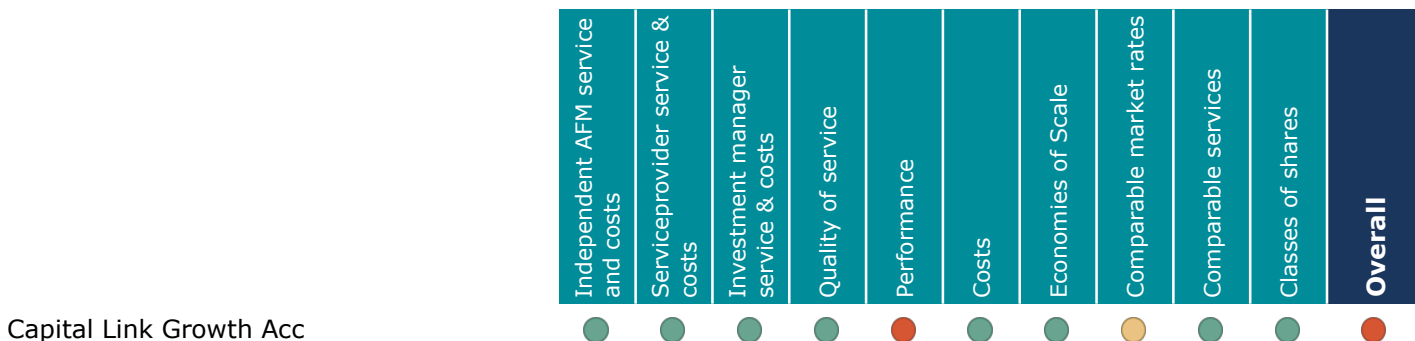 Independent AFM service
and costs
Serviceprovider service &
costs
Investment manager
service & costs
Quality of service
Performance
Costs
Economies of Scale
Comparable market rates
Comparable services
Classes of shares
Overall
Capital Link Growth Acc